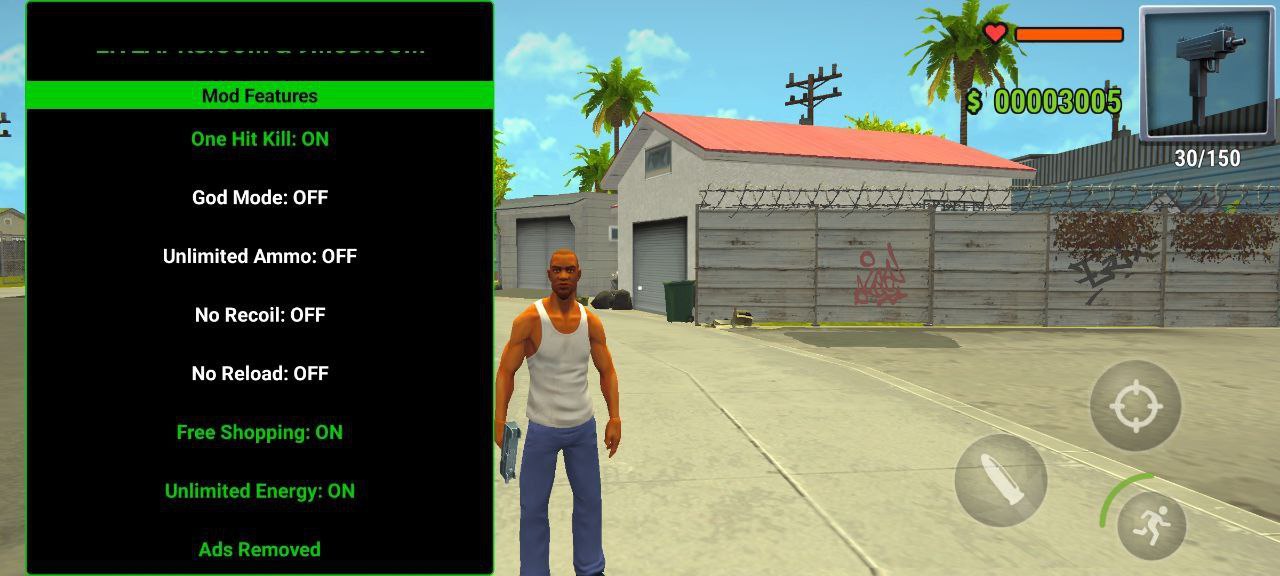 Mod Features
One Hit Kill: ON
God Mode: OFF
Unlimited Ammo: OFF
No Recoil: OFF
No Reload: OFF
Free Shopping: ON
Unlimited Energy: ON
Ads Removed
$ 00003005
30/150